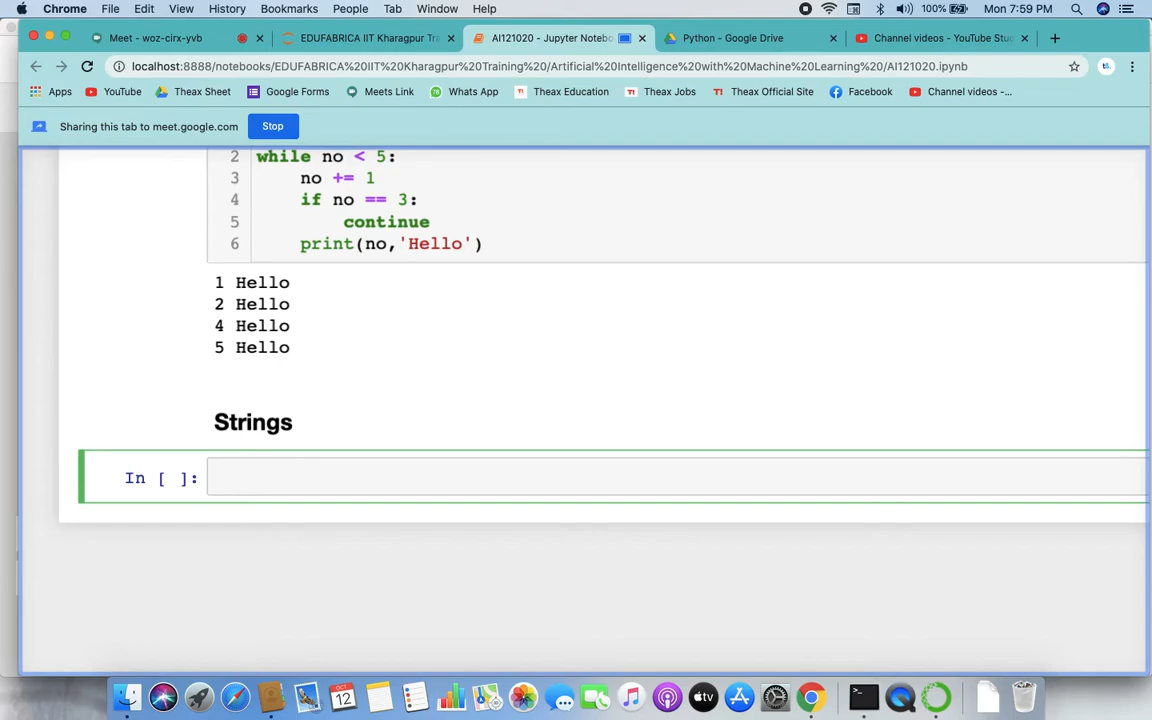 Chrome File Edit View History Bookmarks People Tab Window Help 100% Mon 7:59 PM
Meet - woz-cirx-yvb EDUFABRICA IIT Kharagpur Tra AI121020 - Jupyter Notebo Python - Google Drive Channel videos - YouTube Stud
localhost:8888/notebooks/EDUFABRICA%20IIT%20Kharagpur%20Training%20/Artificial%20Intelligence%20with%20Machine%20Learning%20/AI121020.ipynb
Apps YouTube Theax Sheet Google Forms Meets Link Whats App Theax Education Theax Jobs Theax Official Site Facebook Channel videos -...
Sharing this tab to meet.google.com Stop
2 while no < 5:
3 no += 1
4 if no == 3:
5 continue
6 print(no,'Hello')
1 Hello
2 Hello
4 Hello
5 Hello
Strings
In [ ]:
OCT
12
tv